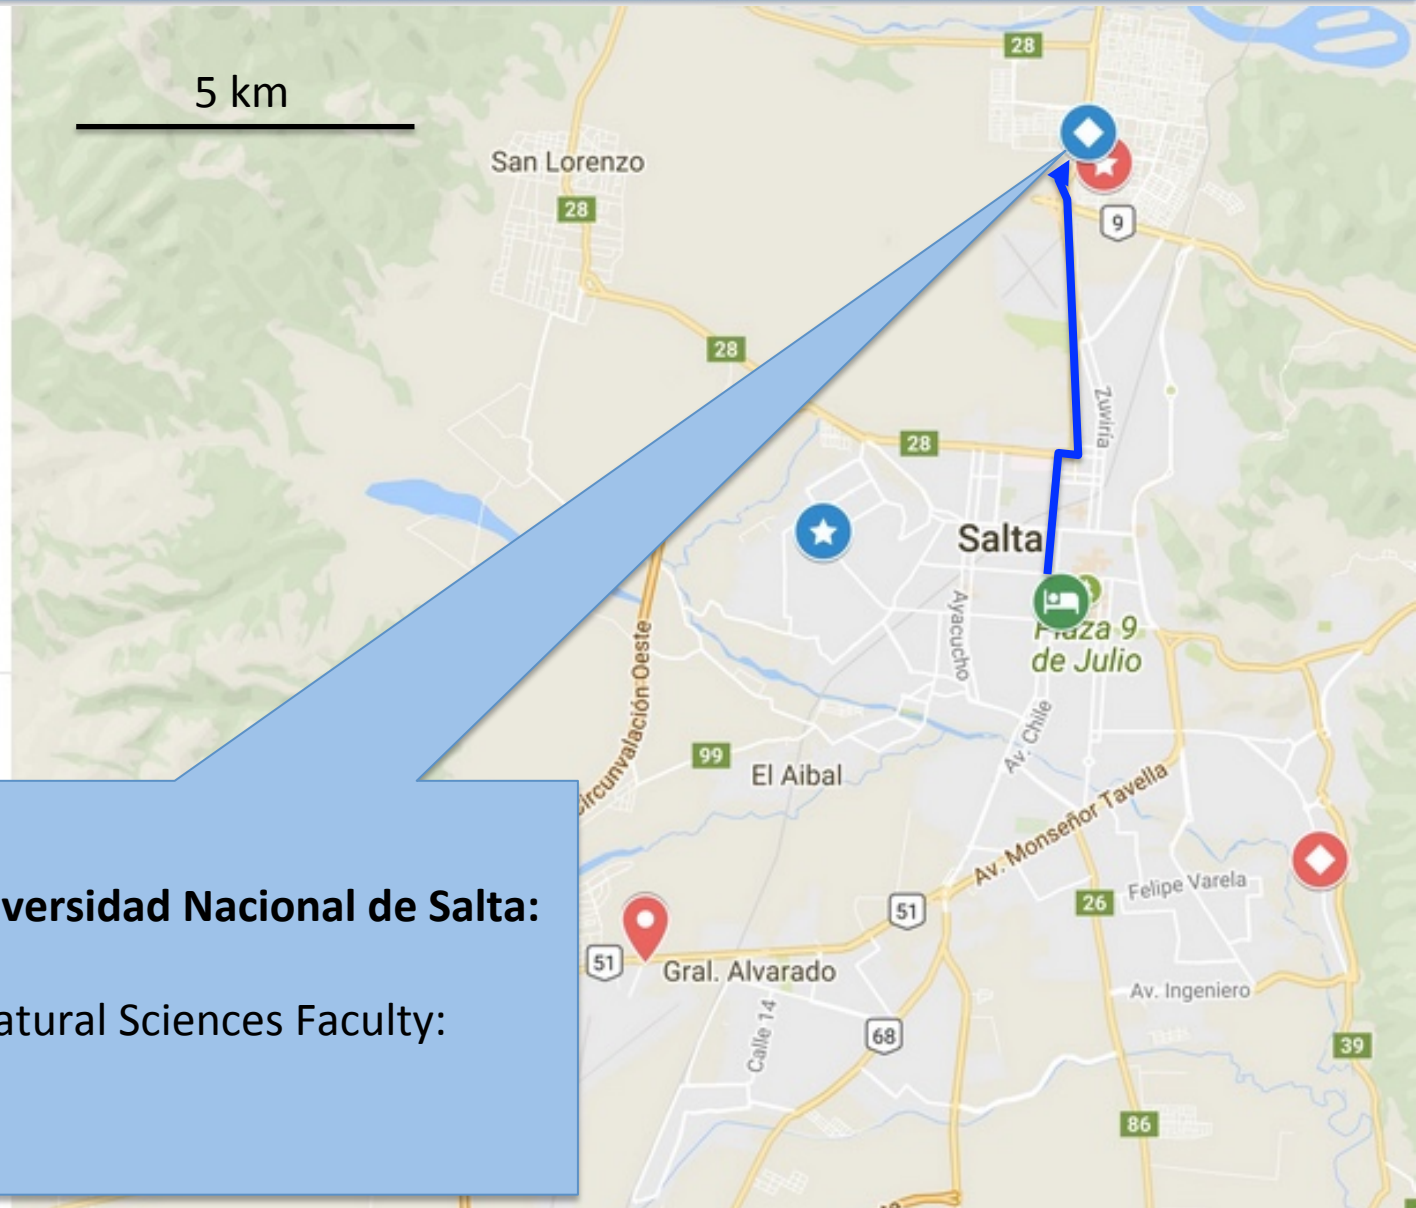 28
5 km
San Lorenzo
28
9
28
Zuviría
28
Salta
Ayacucho
Plaza 9
de Julio
Circunvalación Oeste
Av. Chile
99
El Aibal
Av. Monseñor Tavella
Felipe Varela
26
51
versidad Nacional de Salta:
51
Gral. Alvarado
Av. Ingeniero
atural Sciences Faculty:
Calle 14
68
39
86